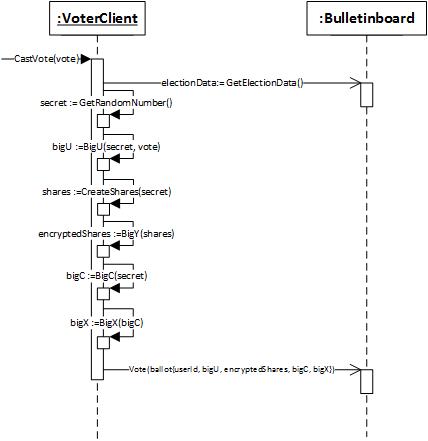 :VoterClient
:Bulletinboard
CastVote(vote)
electionData:= GetElectionData()
secret := GetRandomNumber()
bigU :=BigU(secret, vote)
shares :=CreateShares(secret)
encryptedShares :=BigY(shares)
bigC :=BigC(secret)
bigX :=BigX(bigC)
Vote(ballot{userId, bigU, encryptedShares, bigC, bigX})